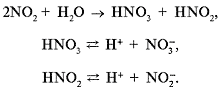 2NO₂ + H₂O → HNO₃ + HNO₂,
HNO₃ ⇄ H⁺ + NO₃⁻,
HNO₂ ⇄ H⁺ + NO₂⁻.